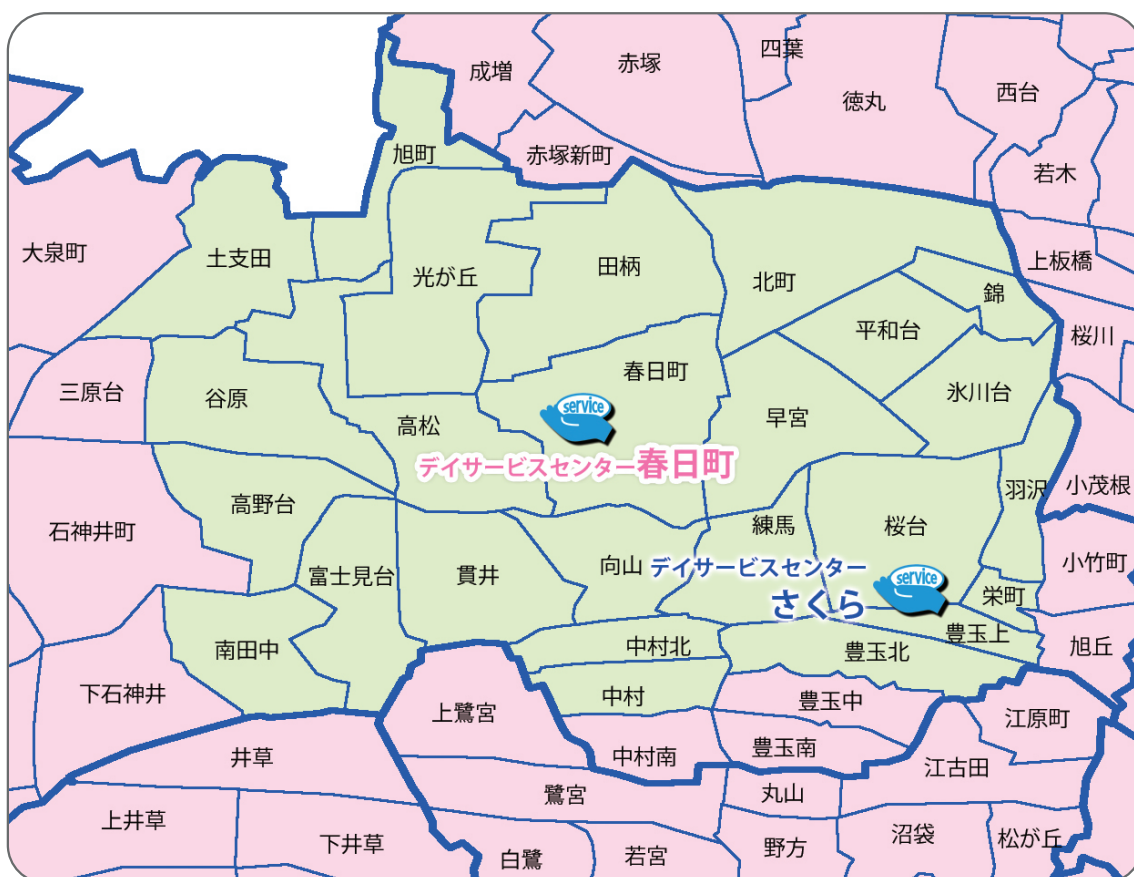 成増
赤塚
四葉
徳丸
西台
旭町
赤塚新町
若木
大泉町
土支田
光が丘
田柄
北町
錦
上板橋
平和台
桜川
三原台
谷原
高松
春日町
service
早宮
氷川台
デイサービスセンター春日町
石神井町
高野台
富士見台
貫井
向山
練馬
桜台
羽沢
小茂根
小竹町
デイサービスセンター
さくら
service
栄町
南田中
中村北
豊玉北
豊玉上
旭丘
下石神井
上鷺宮
中村
豊玉中
江原町
井草
中村南
豊玉南
江古田
鷺宮
丸山
上井草
下井草
白鷺
若宮
野方
沼袋
松が丘